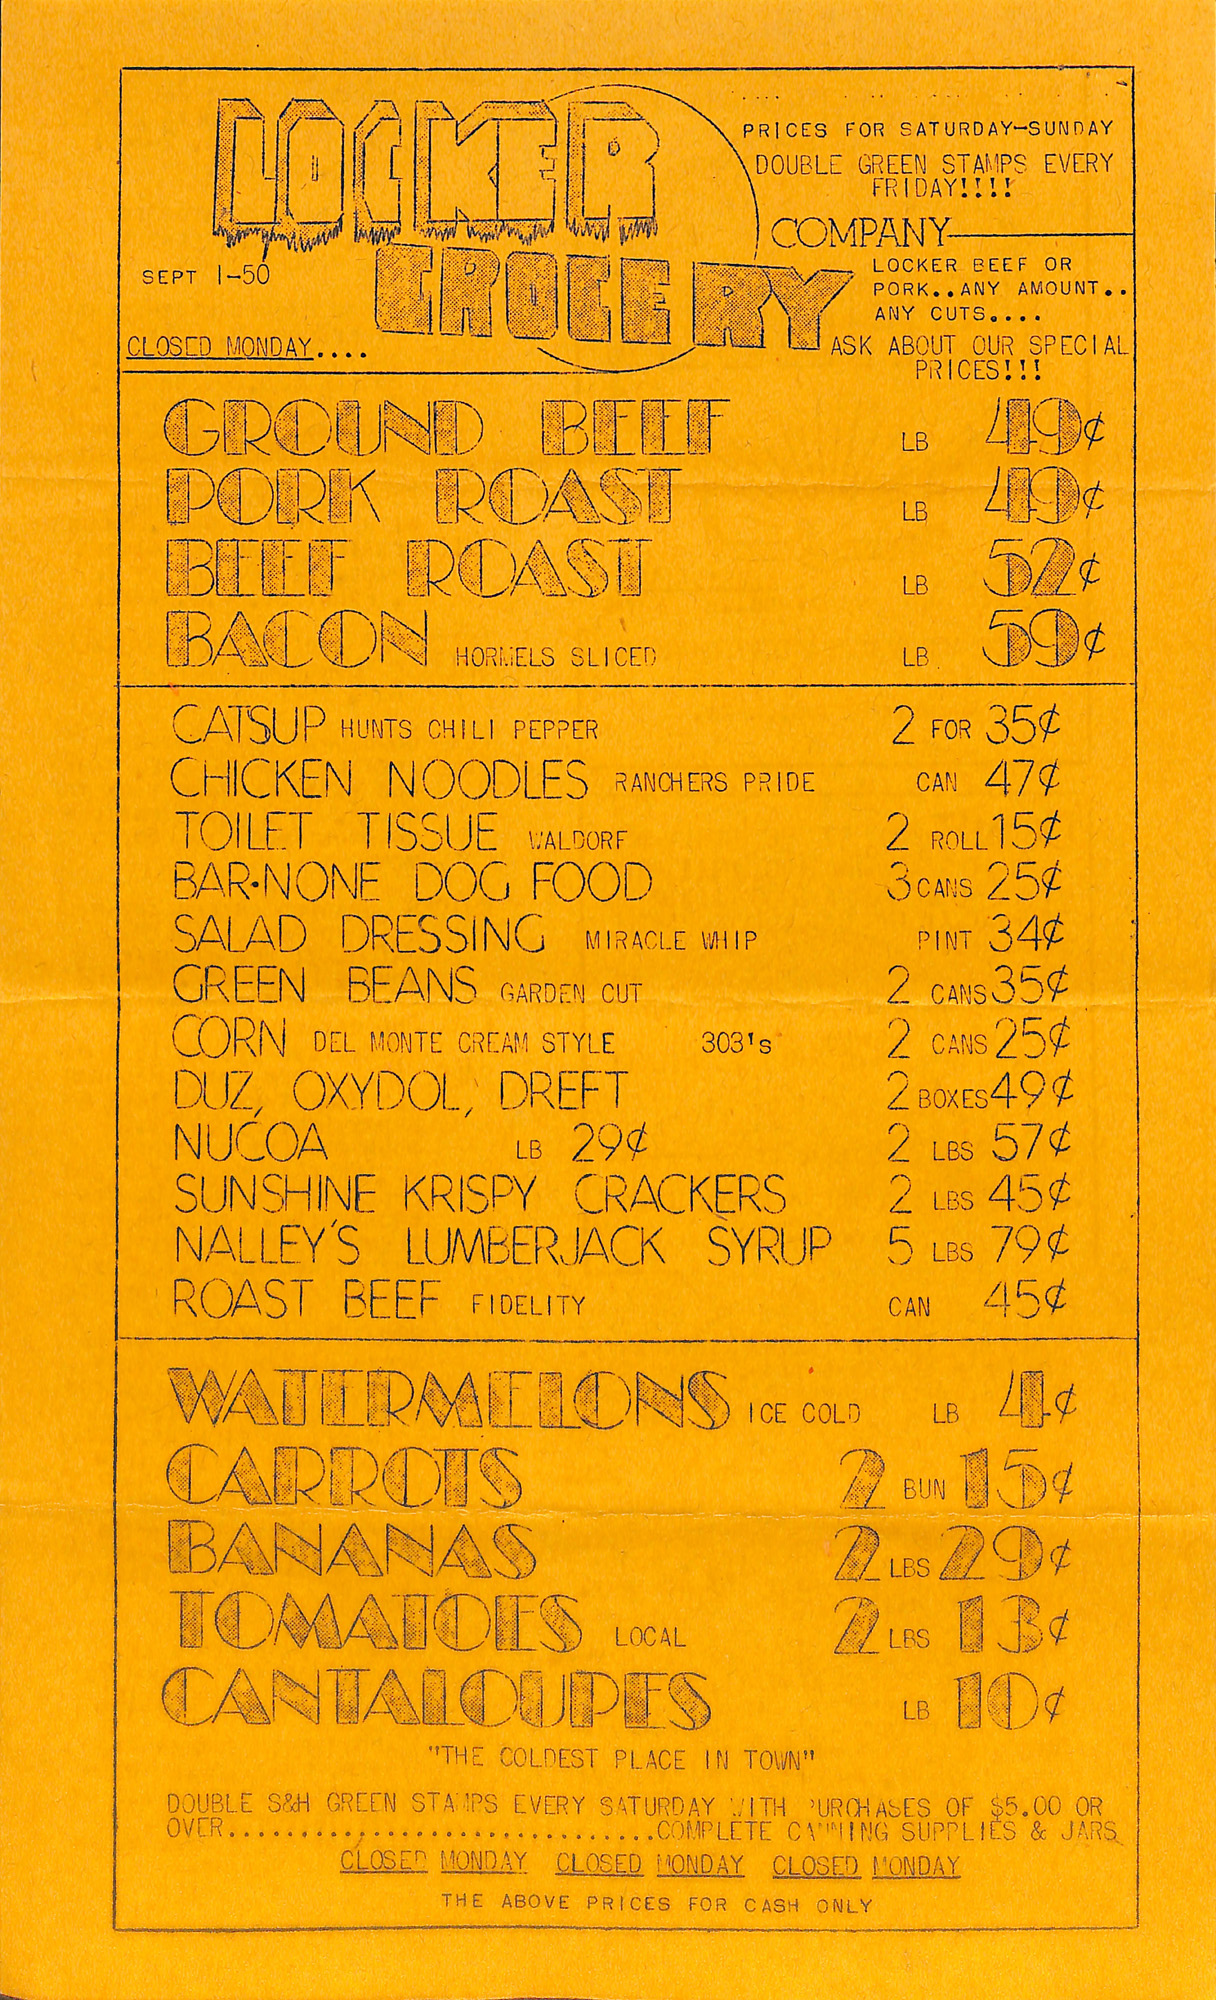 LOCKER
GROCERY
COMPANY
PRICES FOR SATURDAY-SUNDAY
DOUBLE GREEN STAMPS EVERY
FRIDAY!!!!
SEPT 1-50
LOCKER BEEF OR
PORK..ANY AMOUNT..
ANY CUTS....
CLOSED MONDAY....
ASK ABOUT OUR SPECIAL
PRICES!!!
GROUND BEEF LB 49¢
PORK ROAST LB 49¢
BEEF ROAST LB 52¢
BACON HORMELS SLICED LB. 59¢
CATSUP HUNTS CHILI PEPPER 2 FOR 35¢
CHICKEN NOODLES RANCHERS PRIDE CAN 47¢
TOILET TISSUE WALDORF 2 ROLL 15¢
BAR-NONE DOG FOOD 3 CANS 25¢
SALAD DRESSING MIRACLE WHIP PINT 34¢
GREEN BEANS GARDEN CUT 2 CANS 35¢
CORN DEL MONTE CREAM STYLE 303's 2 CANS 25¢
DUZ, OXYDOL, DREFT 2 BOXES 49¢
NUCOA LB 29¢ 2 LBS 57¢
SUNSHINE KRISPY CRACKERS 2 LBS 45¢
NALLEY'S LUMBERJACK SYRUP 5 LBS 79¢
ROAST BEEF FIDELITY CAN 45¢
WATERMELONS ICE COLD LB 4¢
CARROTS 2 BUN 15¢
BANANAS 2 LBS 29¢
TOMATOES LOCAL 2 LBS 13¢
CANTALOUPES LB 10¢
"THE COLDEST PLACE IN TOWN"
DOUBLE S&H GREEN STAMPS EVERY SATURDAY WITH PURCHASES OF $5.00 OR
OVER..............................COMPLETE CANNING SUPPLIES & JARS
CLOSED MONDAY CLOSED MONDAY CLOSED MONDAY
THE ABOVE PRICES FOR CASH ONLY